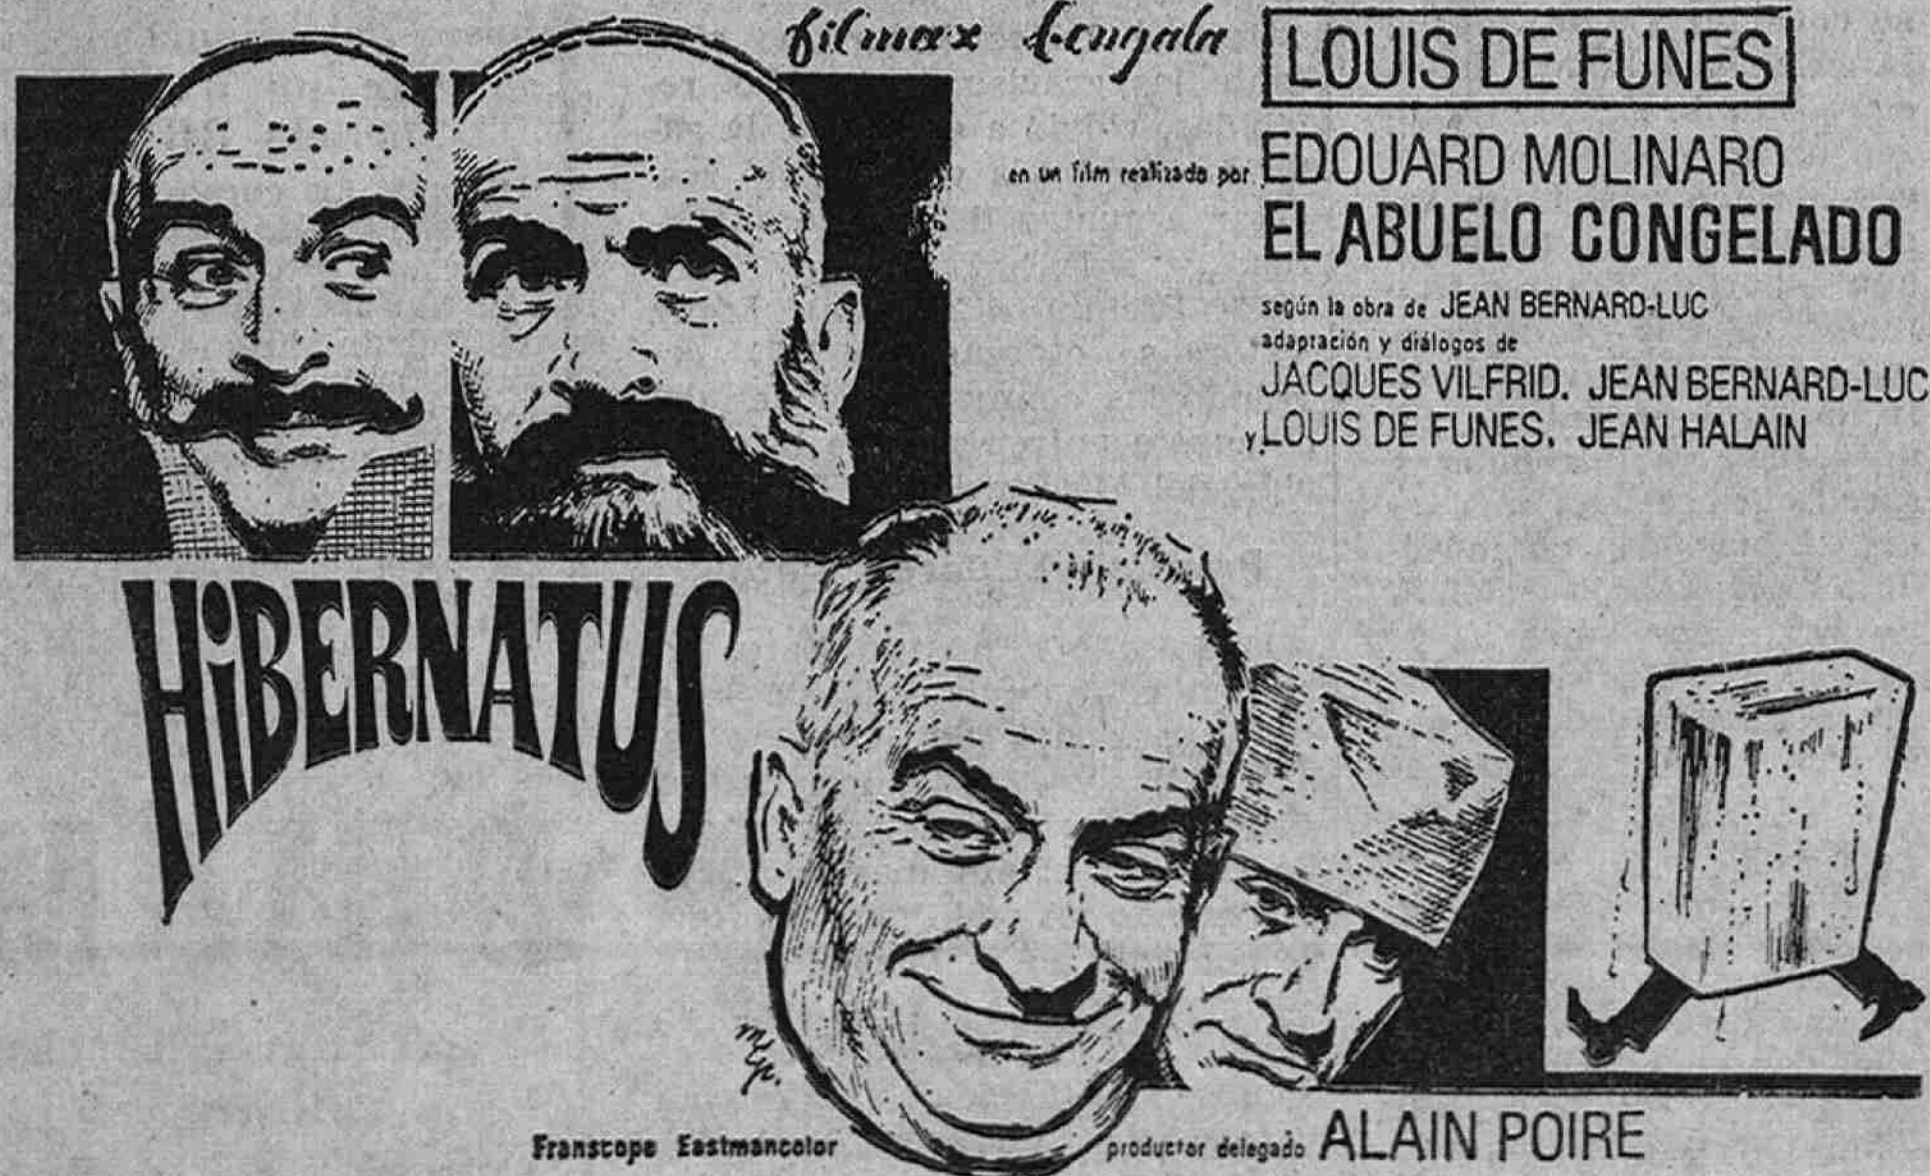 filmax bengala
LOUIS DE FUNES
en un film realizado por EDOUARD MOLINARO
EL ABUELO CONGELADO
según la obra de JEAN BERNARD-LUC
adaptación y diálogos de
JACQUES VILFRID. JEAN BERNARD-LUC
y LOUIS DE FUNES. JEAN HALAIN
HiBERNATUS
Franscope Eastmancolor
productor delegado ALAIN POIRE